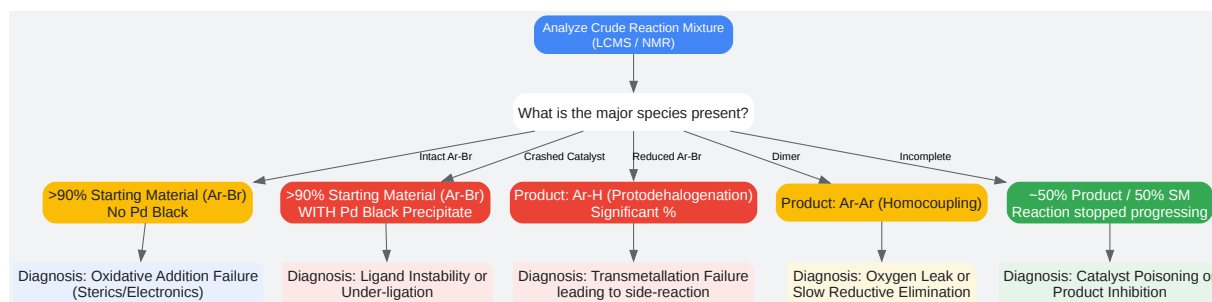 Analyze Crude Reaction Mixture
(LCMS / NMR)
What is the major species present?
Intact Ar-Br
Crashed Catalyst
Reduced Ar-Br
Dimer
Incomplete
>90% Starting Material (Ar-Br)
No Pd Black
>90% Starting Material (Ar-Br)
WITH Pd Black Precipitate
Product: Ar-H (Protodehalogenation)
Significant %
Product: Ar-Ar (Homocoupling)
~50% Product / 50% SM
Reaction stopped progressing
Diagnosis: Oxidative Addition Failure
(Sterics/Electronics)
Diagnosis: Ligand Instability or
Under-ligation
Diagnosis: Transmetallation Failure
leading to side-reaction
Diagnosis: Oxygen Leak or
Slow Reductive Elimination
Diagnosis: Catalyst Poisoning or
Product Inhibition